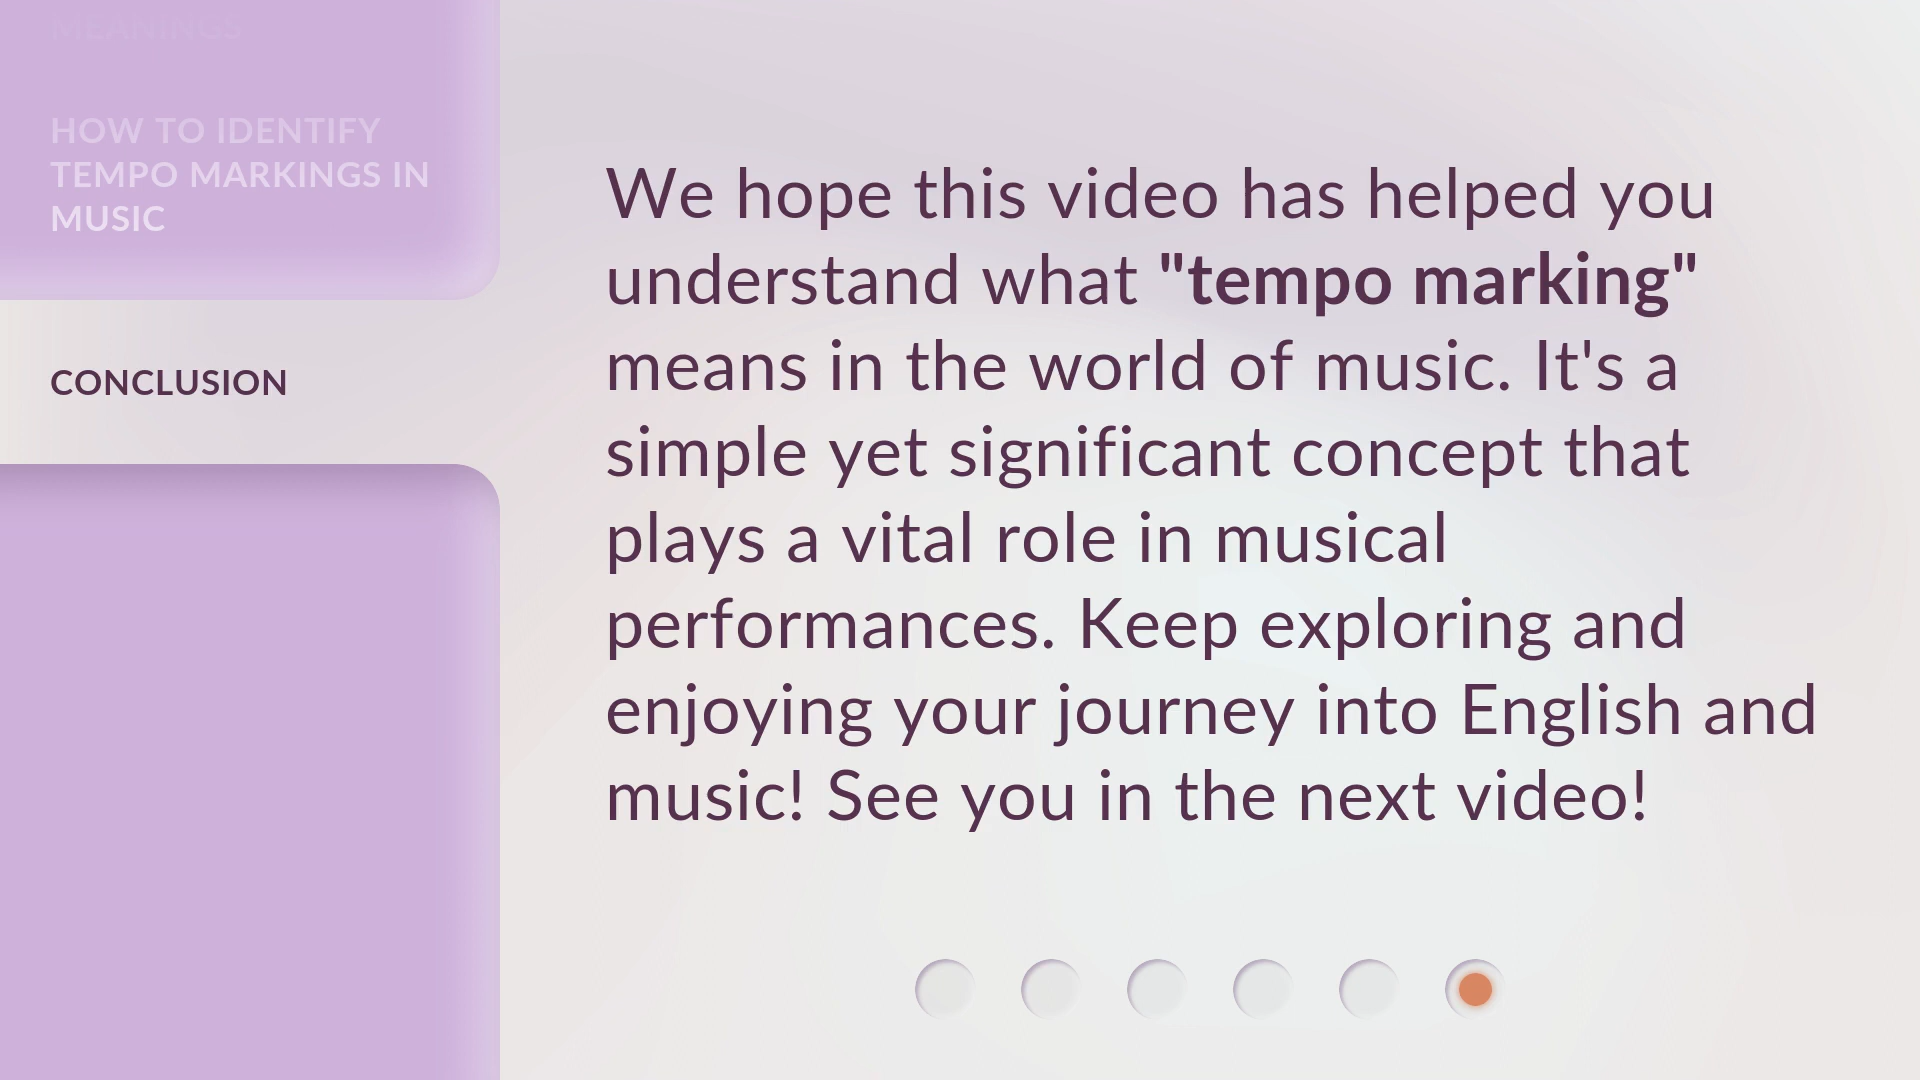 MEANINGS
HOW TO IDENTIFY
TEMPO MARKINGS IN
MUSIC
CONCLUSION
We hope this video has helped you
understand what "tempo marking"
means in the world of music. It's a
simple yet significant concept that
plays a vital role in musical
performances. Keep exploring and
enjoying your journey into English and
music! See you in the next video!